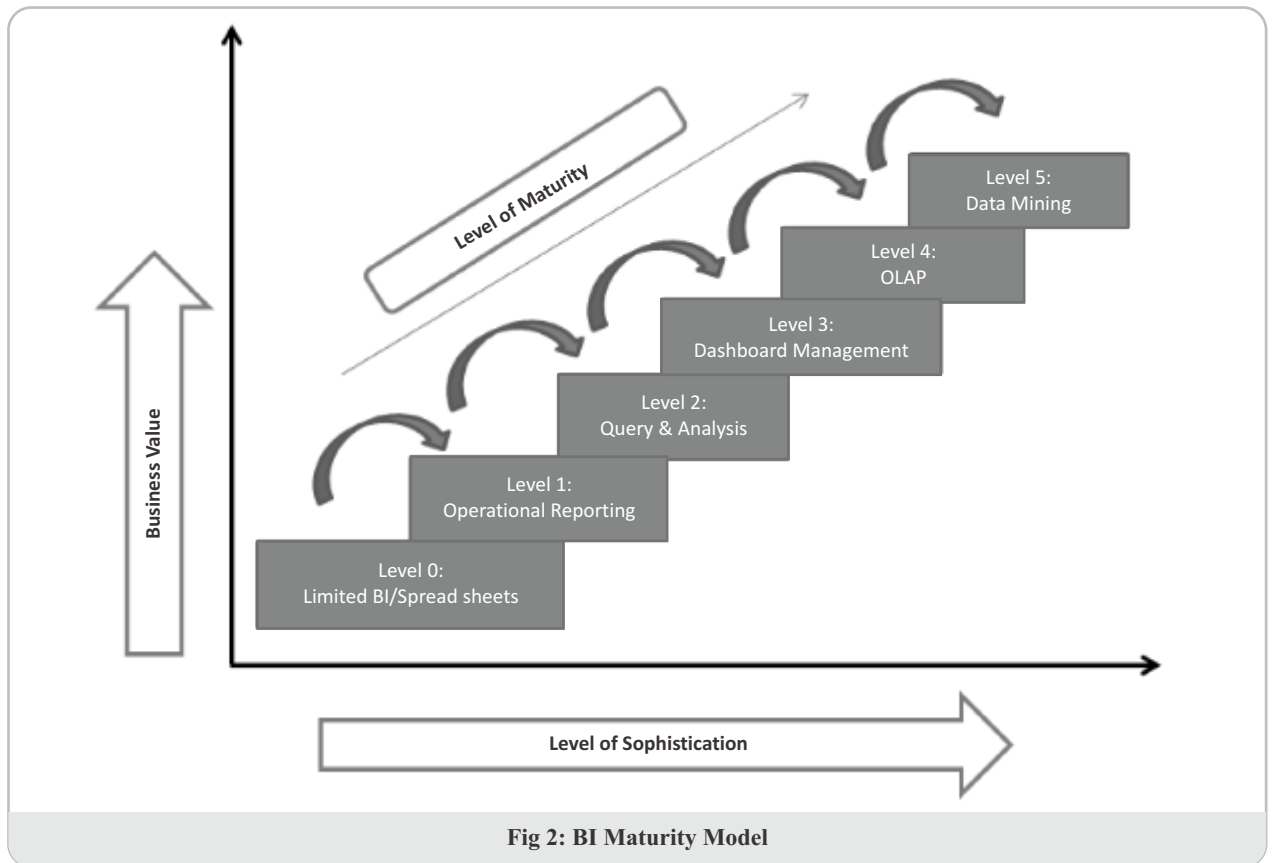 Level of Maturity
Level 5:
Data Mining
Level 4:
OLAP
Level 3:
Dashboard Management
Level 2:
Query & Analysis
Level 1:
Operational Reporting
Level 0:
Limited BI/Spread sheets
Business Value
Level of Sophistication
Fig 2: BI Maturity Model